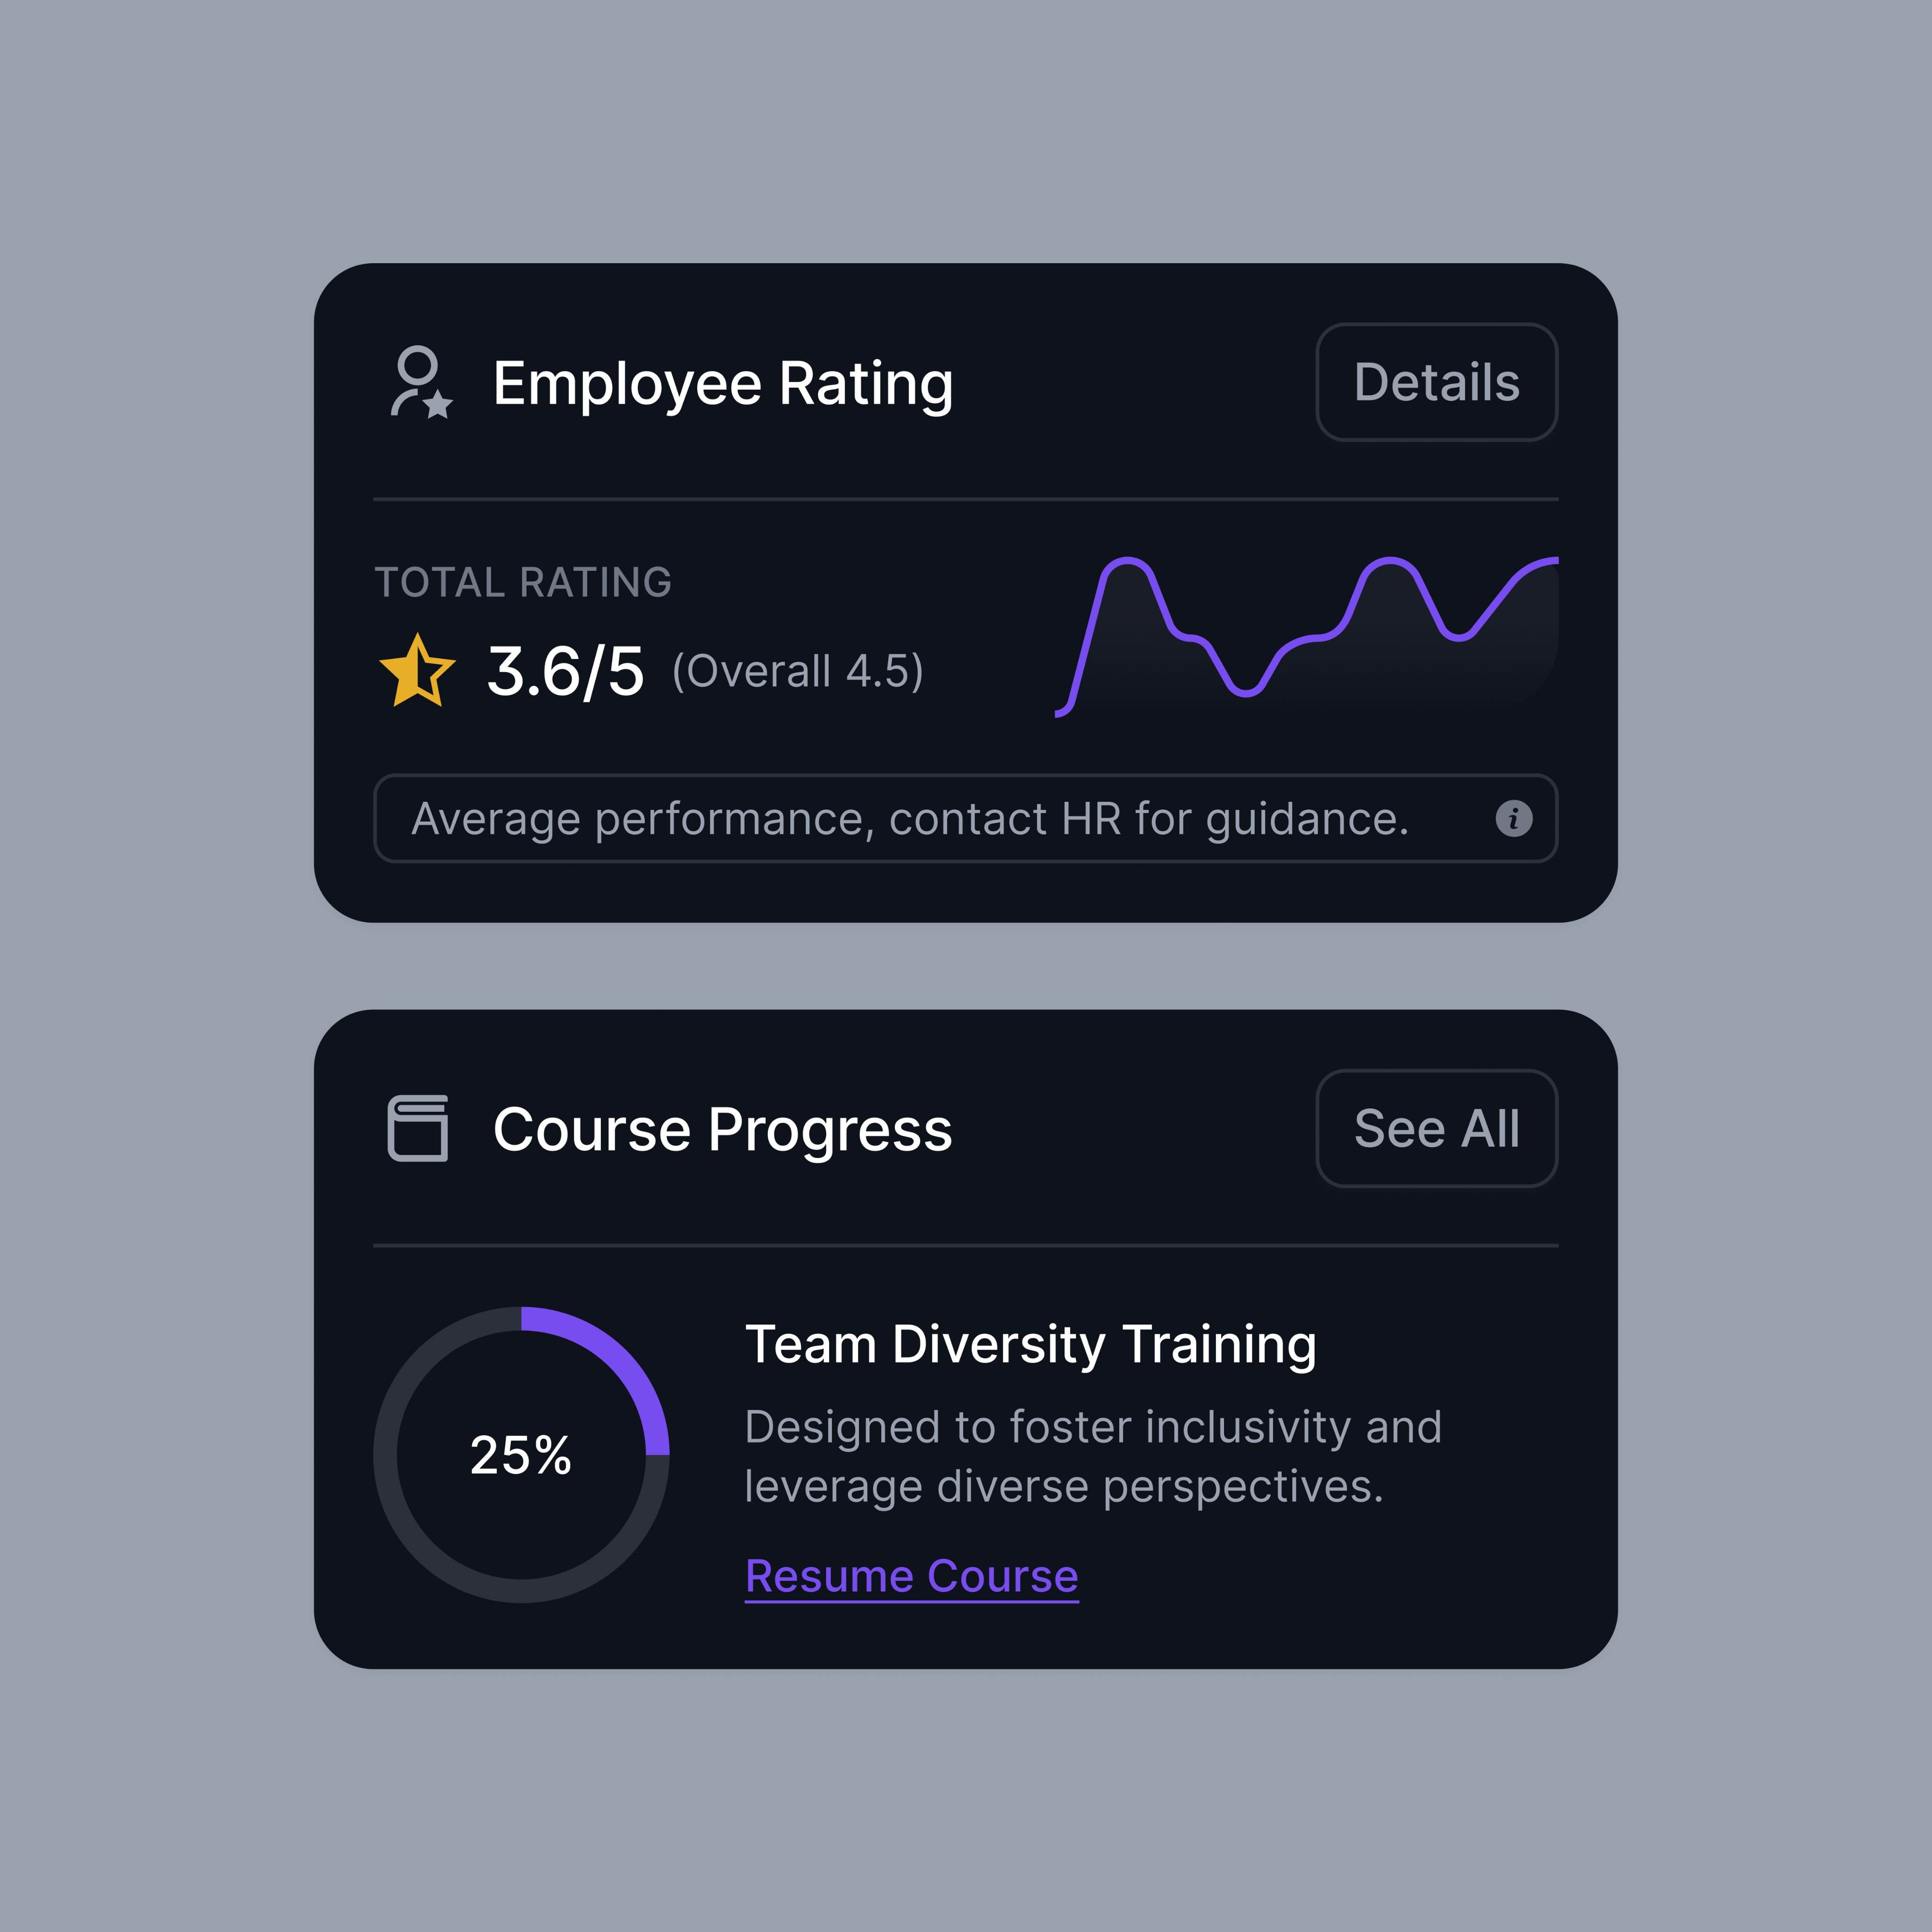 Employee Rating
Details
TOTAL RATING
3.6/5 (Overall 4.5)
Average performance, contact HR for guidance.
Course Progress
See All
25%
Team Diversity Training
Designed to foster inclusivity and
leverage diverse perspectives.
Resume Course